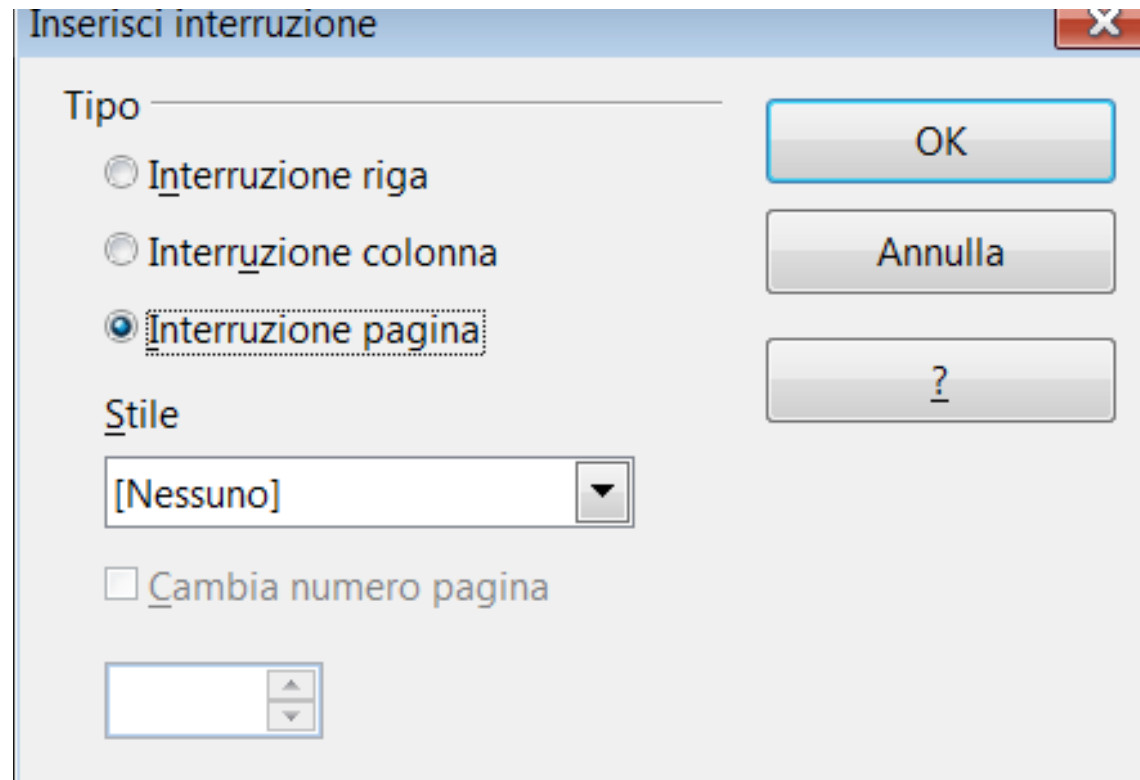 Inserisci interruzione
Tipo
Interruzione riga
Interruzione colonna
Interruzione pagina
Stile
[Nessuno]
Cambia numero pagina
OK
Annulla
?